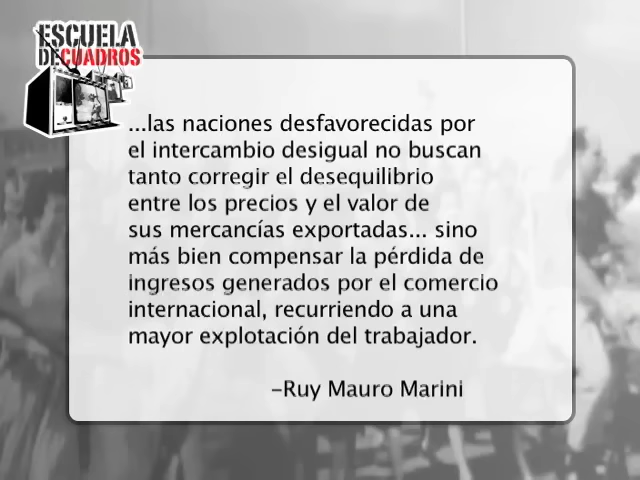 ESCUELA
DECUADROS
...las naciones desfavorecidas por
el intercambio desigual no buscan
tanto corregir el desequilibrio
entre los precios y el valor de
sus mercancías exportadas... sino
más bien compensar la pérdida de
ingresos generados por el comercio
internacional, recurriendo a una
mayor explotación del trabajador.
-Ruy Mauro Marini